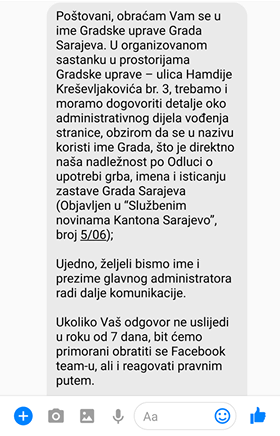 Poštovani, obraćam Vam se u
ime Gradske uprave Grada
Sarajeva. U organizovanom
sastanku u prostorijama
Gradske uprave – ulica Hamdije
Kreševljakovića br. 3, trebamo i
moramo dogovoriti detalje oko
administrativnog dijela vođenja
stranice, obzirom da se u nazivu
koristi ime Grada, što je direktno
naša nadležnost po Odluci o
upotrebi grba, imena i isticanju
zastave Grada Sarajeva
(Objavljen u “Službenim
novinama Kantona Sarajevo”,
broj 5/06);
Ujedno, željeli bismo ime i
prezime glavnog administratora
radi dalje komunikacije.
Ukoliko Vaš odgovor ne uslijedi
u roku od 7 dana, bit ćemo
primorani obratiti se Facebook
team-u, ali i reagovati pravnim
putem.
Aa